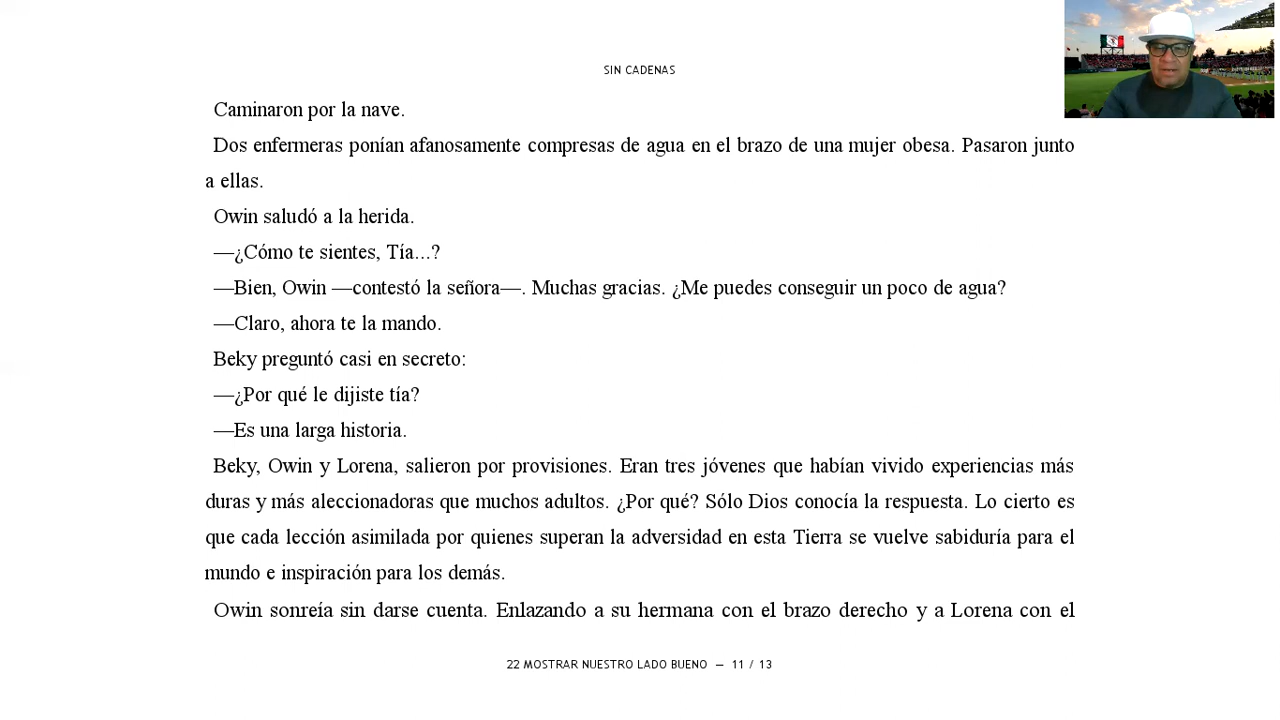 SIN CADENAS
Caminaron por la nave.
Dos enfermeras ponían afanosamente compresas de agua en el brazo de una mujer obesa. Pasaron junto
a ellas.
Owin saludó a la herida.
—¿Cómo te sientes, Tía...?
—Bien, Owin —contestó la señora—. Muchas gracias. ¿Me puedes conseguir un poco de agua?
—Claro, ahora te la mando.
Beky preguntó casi en secreto:
—¿Por qué le dijiste tía?
—Es una larga historia.
Beky, Owin y Lorena, salieron por provisiones. Eran tres jóvenes que habían vivido experiencias más
duras y más aleccionadoras que muchos adultos. ¿Por qué? Sólo Dios conocía la respuesta. Lo cierto es
que cada lección asimilada por quienes superan la adversidad en esta Tierra se vuelve sabiduría para el
mundo e inspiración para los demás.
Owin sonreía sin darse cuenta. Enlazando a su hermana con el brazo derecho y a Lorena con el
22 MOSTRAR NUESTRO LADO BUENO — 11 / 13